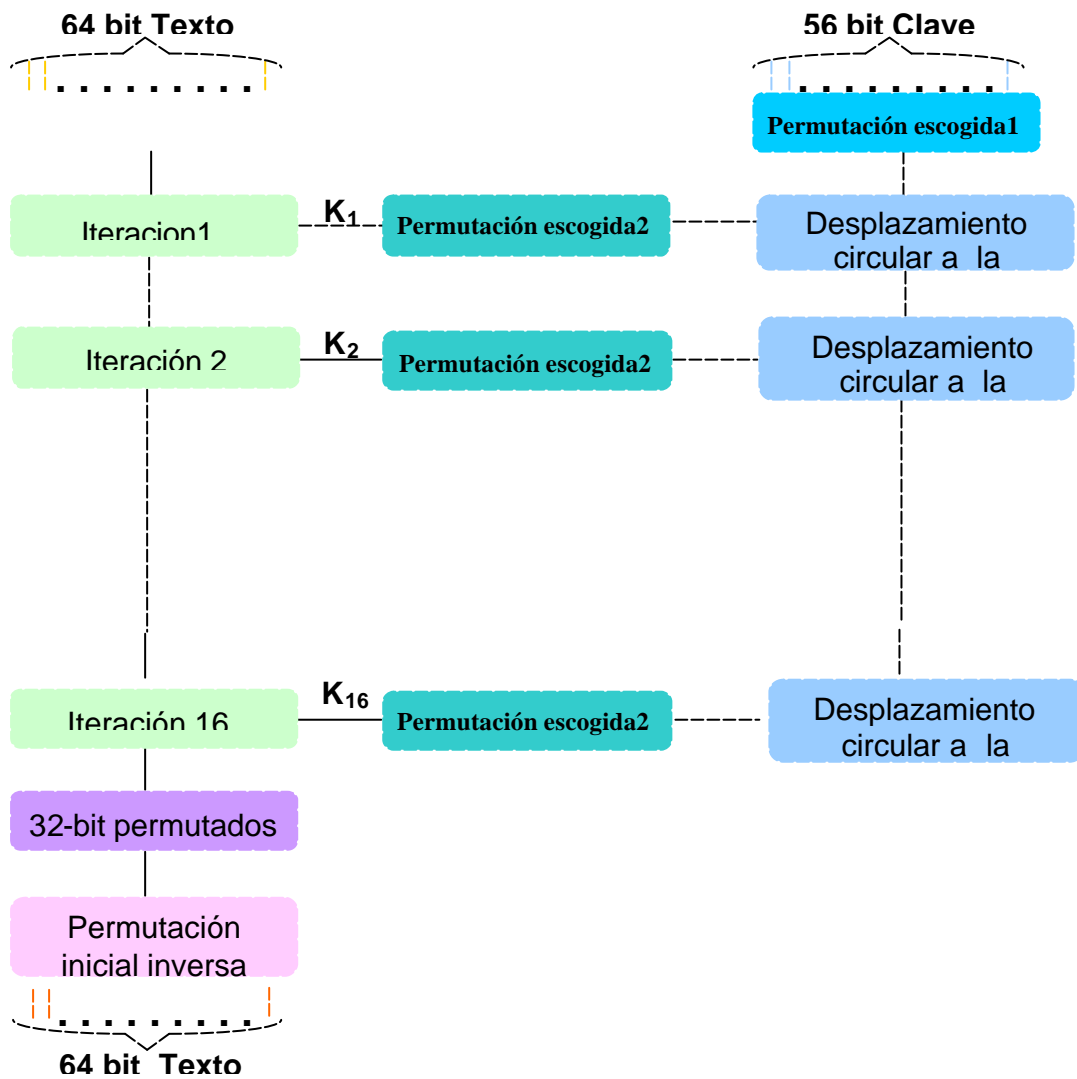 64 bit Texto
56 bit Clave
Permutación escogida1
Iteracion1
K1
Permutación escogida2
Desplazamiento
circular a la
Iteración 2
K2
Permutación escogida2
Desplazamiento
circular a la
Iteración 16
K16
Permutación escogida2
Desplazamiento
circular a la
32-bit permutados
Permutación
inicial inversa
64 bit Texto